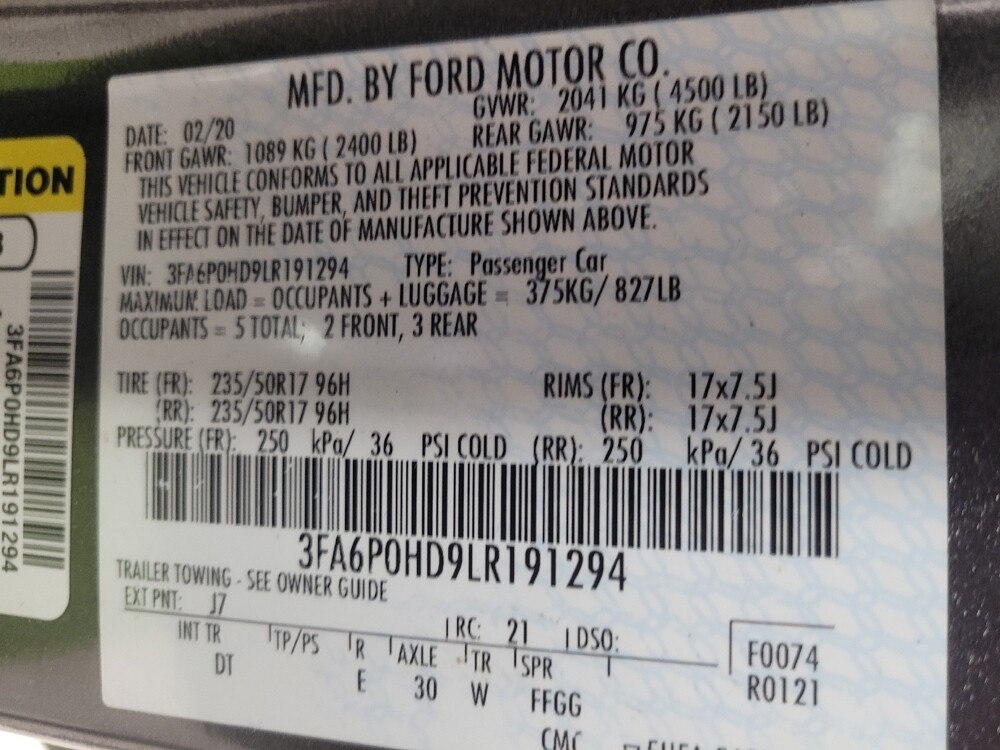 MFD. BY FORD MOTOR CO.
DATE: 02/20 GVWR: 2041 KG ( 4500 LB)
FRONT GAWR: 1089 KG ( 2400 LB) REAR GAWR: 975 KG ( 2150 LB)
THIS VEHICLE CONFORMS TO ALL APPLICABLE FEDERAL MOTOR
VEHICLE SAFETY, BUMPER, AND THEFT PREVENTION STANDARDS
IN EFFECT ON THE DATE OF MANUFACTURE SHOWN ABOVE.
VIN: 3FA6P0HD9LR191294 TYPE: Passenger Car
MAXIMUM LOAD = OCCUPANTS + LUGGAGE = 375KG/ 827LB
OCCUPANTS = 5 TOTAL; 2 FRONT, 3 REAR
TIRE (FR): 235/50R17 96H RIMS (FR): 17x7.5J
(RR): 235/50R17 96H (RR): 17x7.5J
PRESSURE (FR): 250 kPa/ 36 PSI COLD (RR): 250 kPa/ 36 PSI COLD
3FA6P0HD9LR191294
TRAILER TOWING - SEE OWNER GUIDE
EXT PNT: J7 RC: 21 DSO:
INT TR TP/PS R AXLE TR SPR F0074
DT E 30 W FFGG R0121
CMC
TION
3FA6P0HD9LR191294